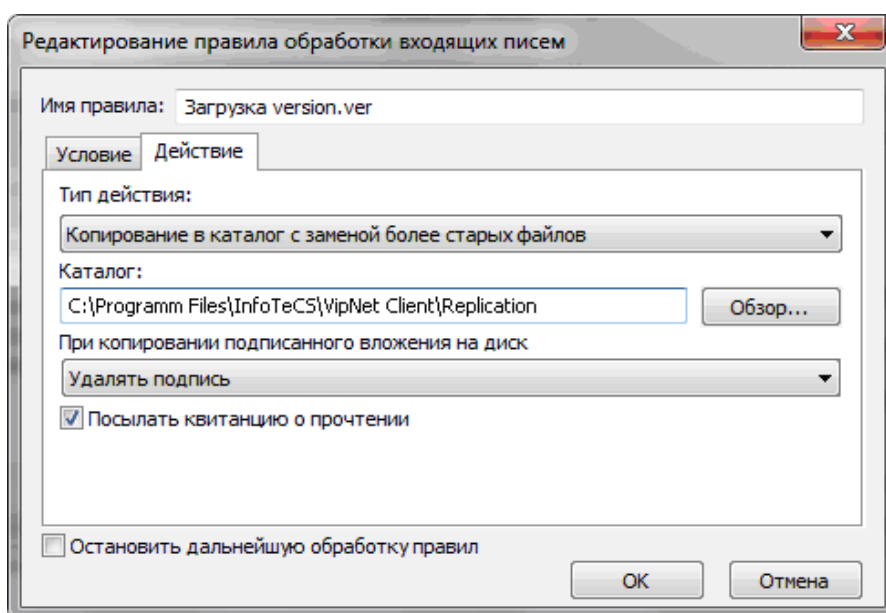 Редактирование правила обработки входящих писем
Имя правила: Загрузка version.ver
Условие Действие
Тип действия:
Копирование в каталог с заменой более старых файлов
Каталог:
C:\Programm Files\InfoTeCS\VipNet Client\Replication Обзор...
При копировании подписанного вложения на диск
Удалять подпись
Посылать квитанцию о прочтении
Остановить дальнейшую обработку правил
ОК Отмена